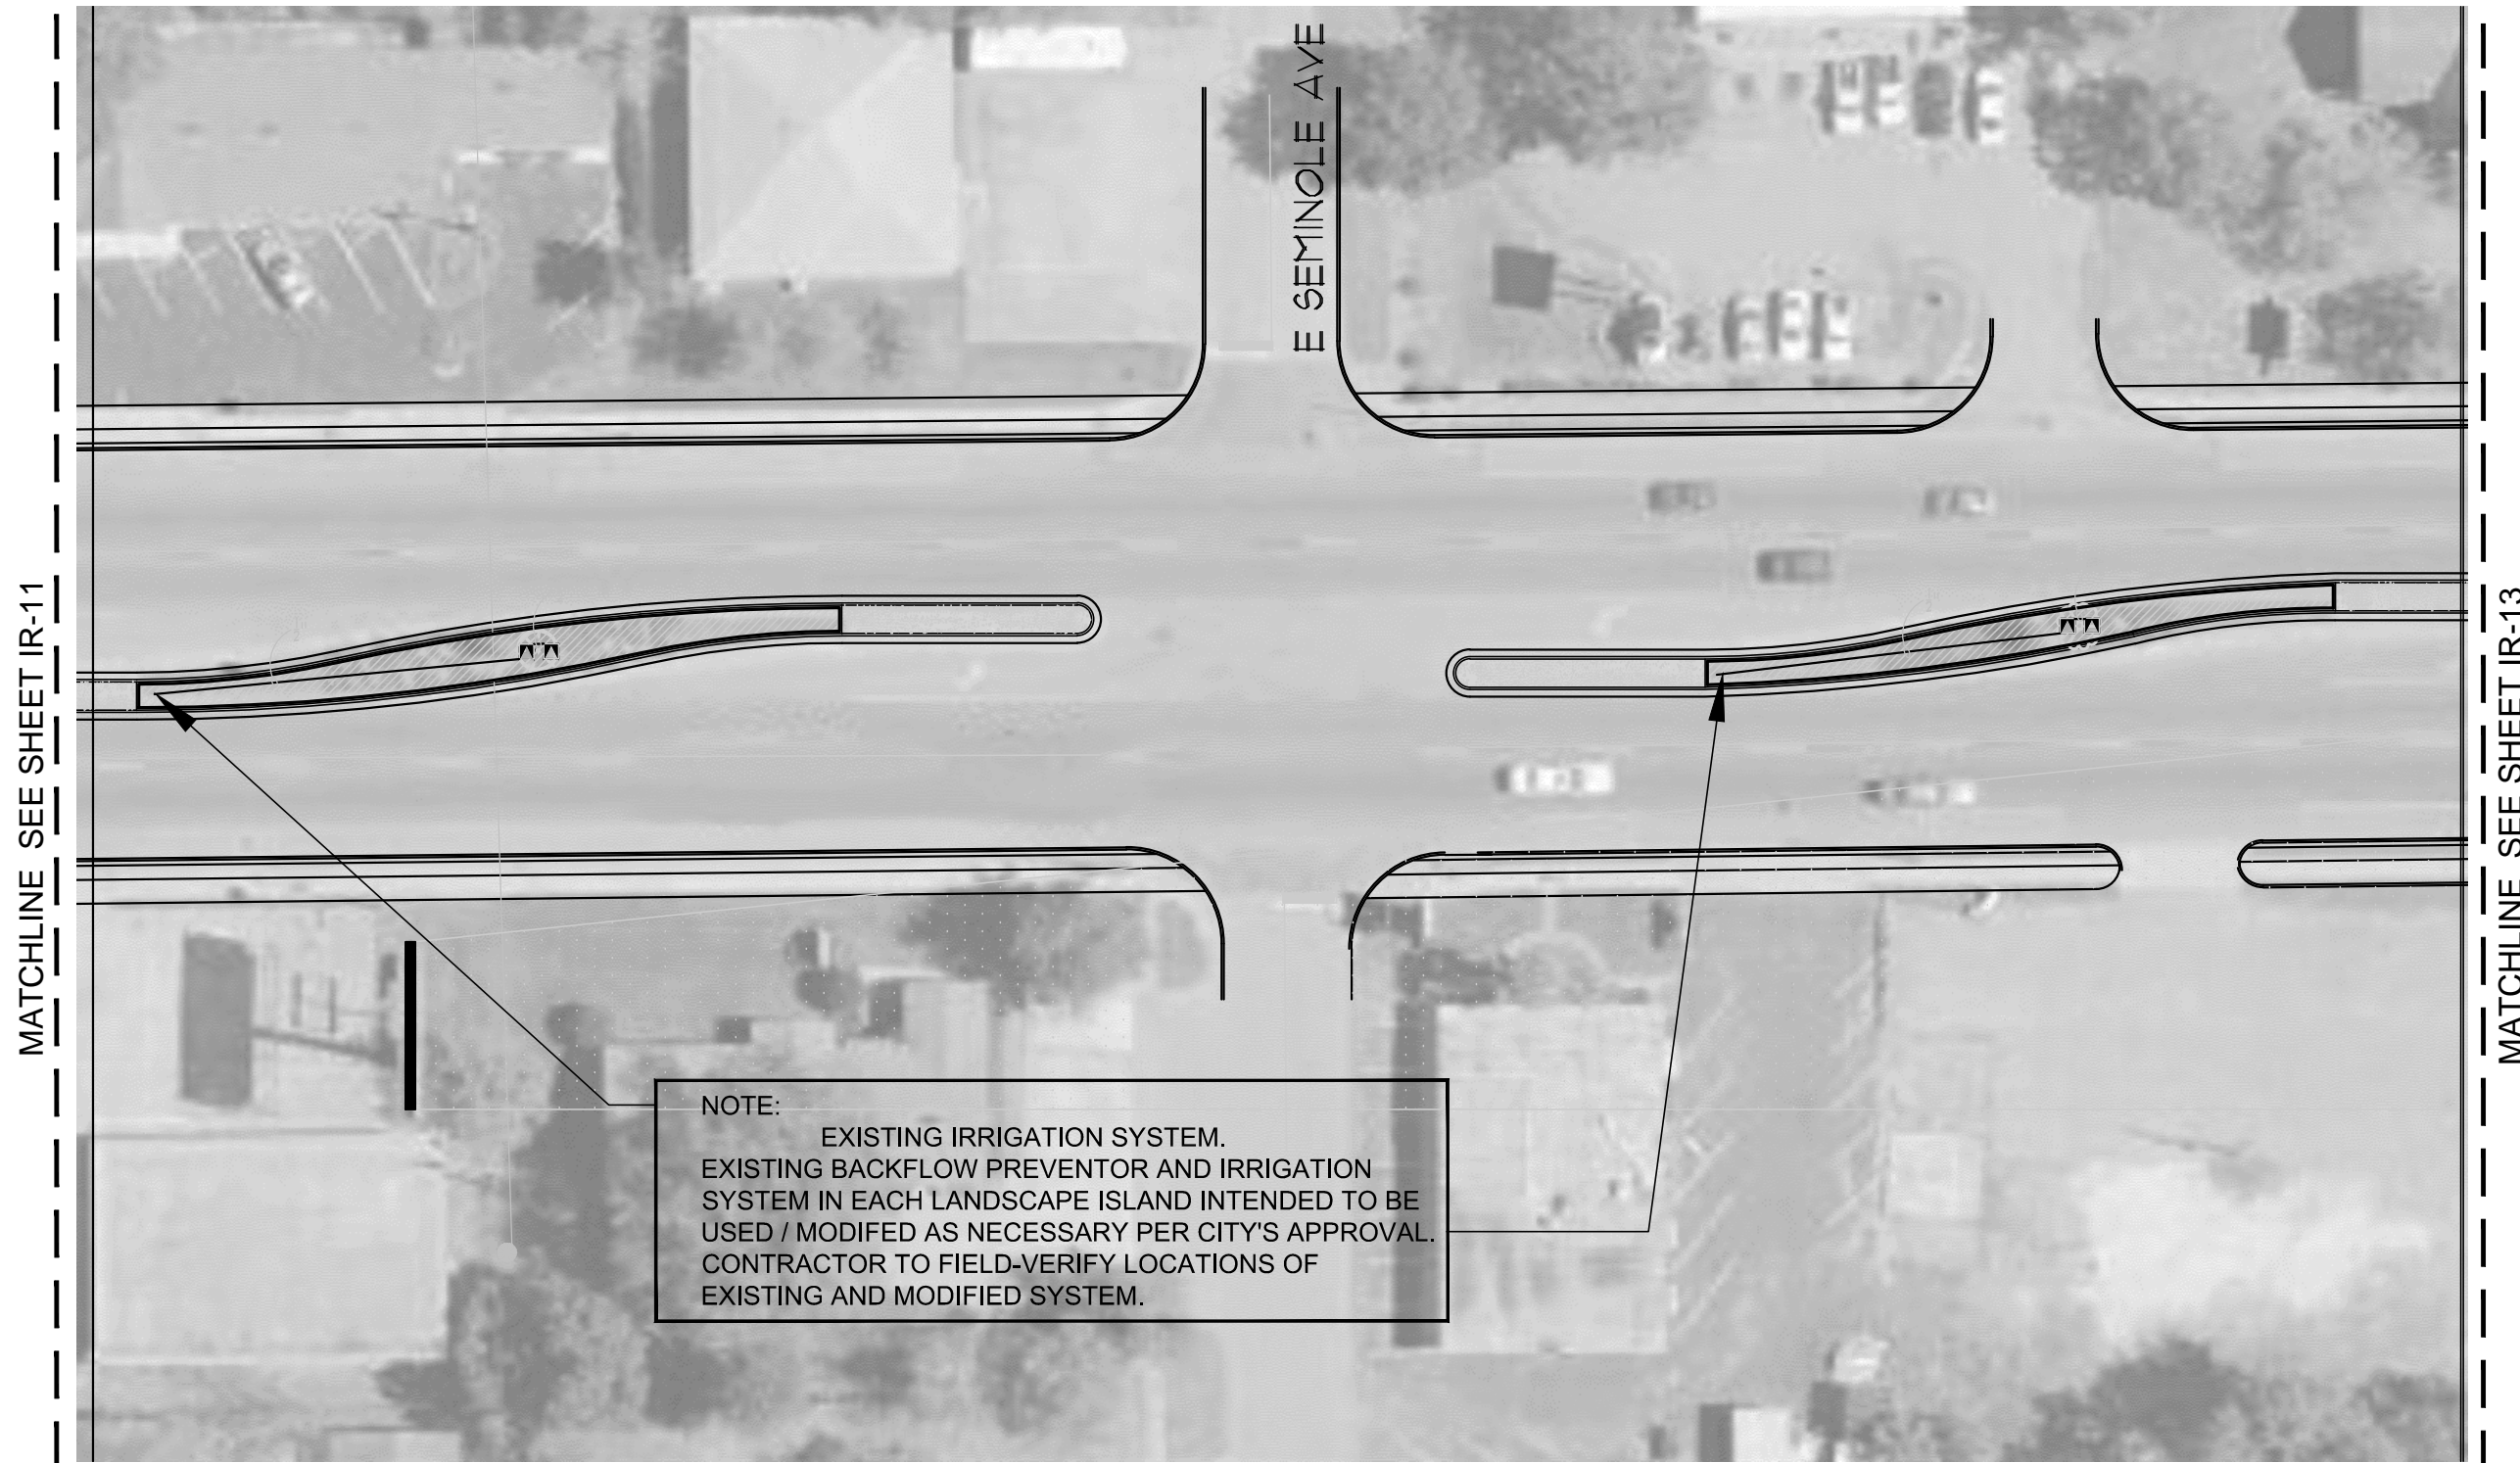 E SEMINOLE AVE
MATCHLINE SEE SHEET IR-11
MATCHLINE SEE SHEET IR-13
NOTE:
EXISTING IRRIGATION SYSTEM.
EXISTING BACKFLOW PREVENTOR AND IRRIGATION
SYSTEM IN EACH LANDSCAPE ISLAND INTENDED TO BE
USED / MODIFED AS NECESSARY PER CITY'S APPROVAL.
CONTRACTOR TO FIELD-VERIFY LOCATIONS OF
EXISTING AND MODIFIED SYSTEM.